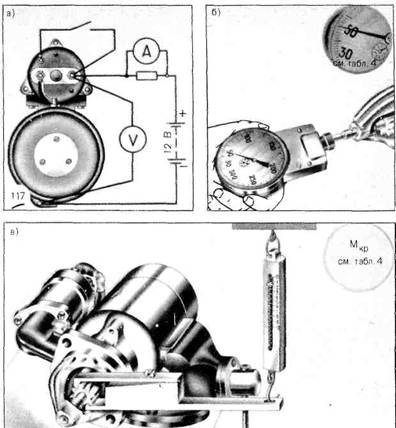 а)
A
V
12 В
+
−
117
б)
50
30
см. табл. 4
в)
Мкр
см. табл. 4